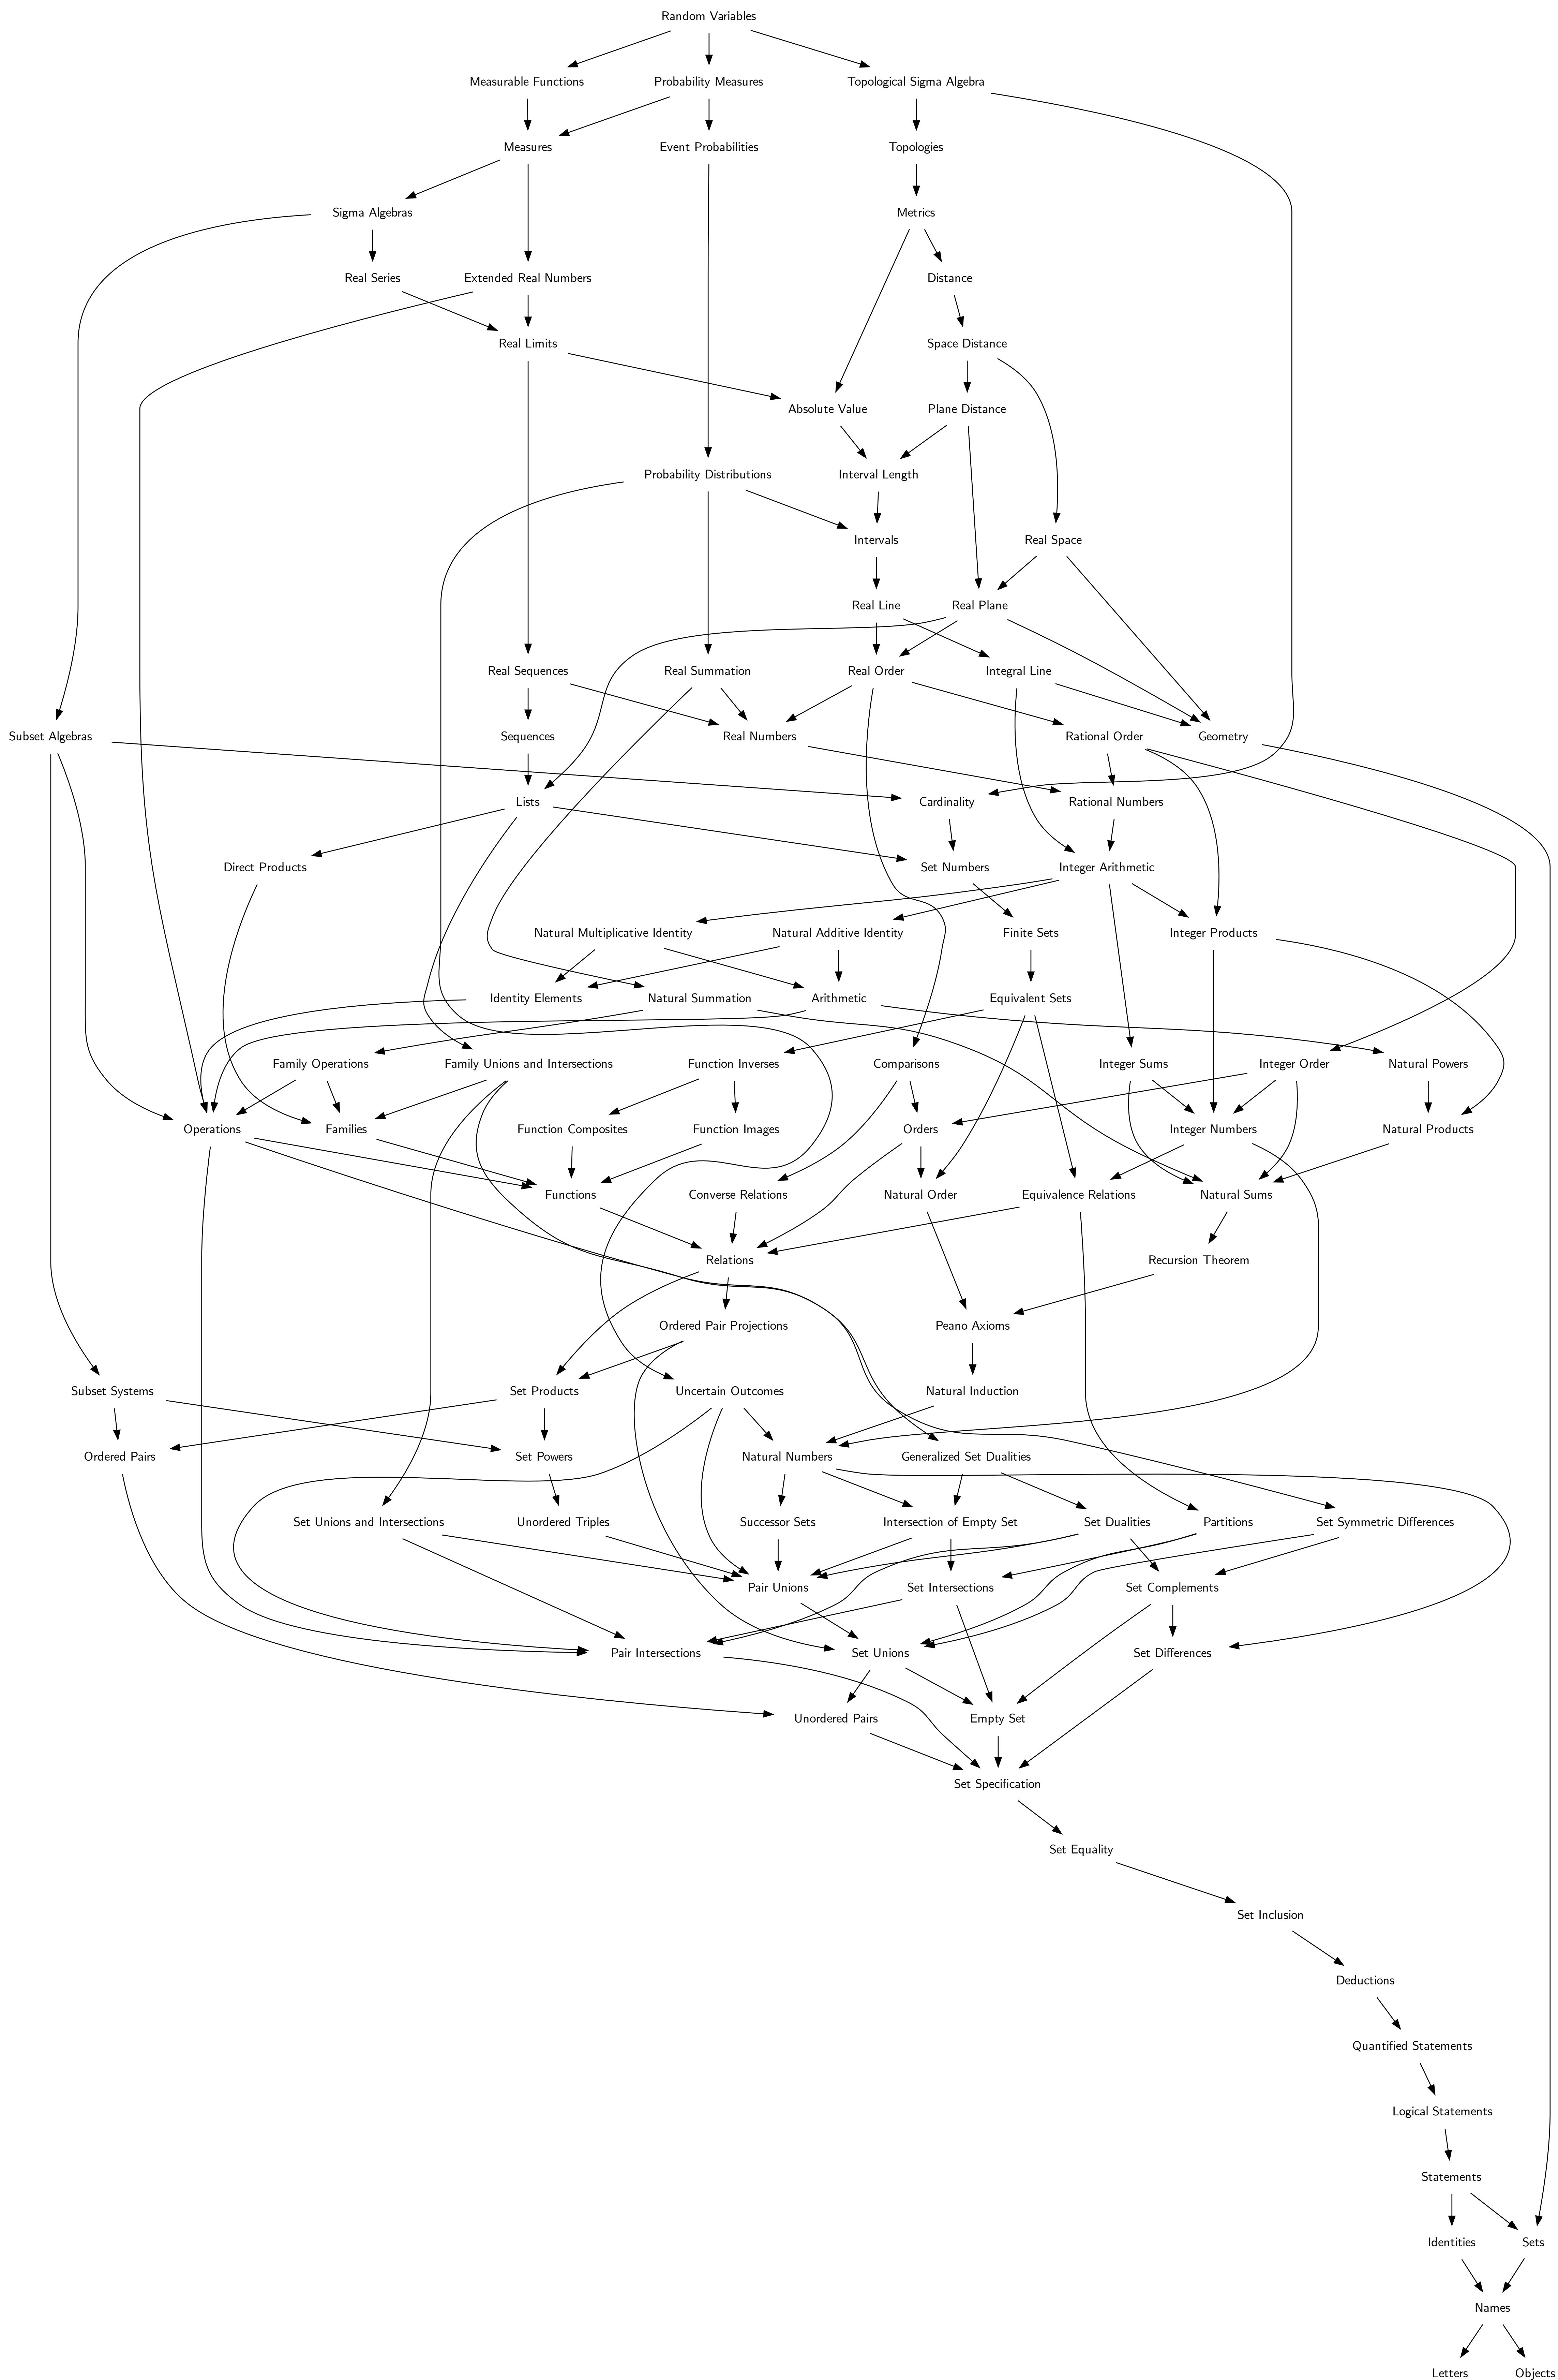 Random Variables
Measurable Functions
Probability Measures
Topological Sigma Algebra
Measures
Event Probabilities
Topologies
Sigma Algebras
Metrics
Real Series
Extended Real Numbers
Distance
Real Limits
Space Distance
Absolute Value
Plane Distance
Probability Distributions
Interval Length
Intervals
Real Space
Real Line
Real Plane
Real Sequences
Real Summation
Real Order
Integral Line
Subset Algebras
Sequences
Real Numbers
Rational Order
Geometry
Lists
Cardinality
Rational Numbers
Direct Products
Set Numbers
Integer Arithmetic
Natural Multiplicative Identity
Natural Additive Identity
Finite Sets
Integer Products
Identity Elements
Natural Summation
Arithmetic
Equivalent Sets
Family Operations
Family Unions and Intersections
Function Inverses
Comparisons
Integer Sums
Integer Order
Natural Powers
Operations
Families
Function Composites
Function Images
Orders
Integer Numbers
Natural Products
Functions
Converse Relations
Natural Order
Equivalence Relations
Natural Sums
Relations
Recursion Theorem
Ordered Pair Projections
Peano Axioms
Subset Systems
Set Products
Uncertain Outcomes
Natural Induction
Ordered Pairs
Set Powers
Natural Numbers
Generalized Set Dualities
Set Unions and Intersections
Unordered Triples
Successor Sets
Intersection of Empty Set
Set Dualities
Partitions
Set Symmetric Differences
Pair Unions
Set Intersections
Set Complements
Pair Intersections
Set Unions
Set Differences
Unordered Pairs
Empty Set
Set Specification
Set Equality
Set Inclusion
Deductions
Quantified Statements
Logical Statements
Statements
Identities
Sets
Names
Letters
Objects